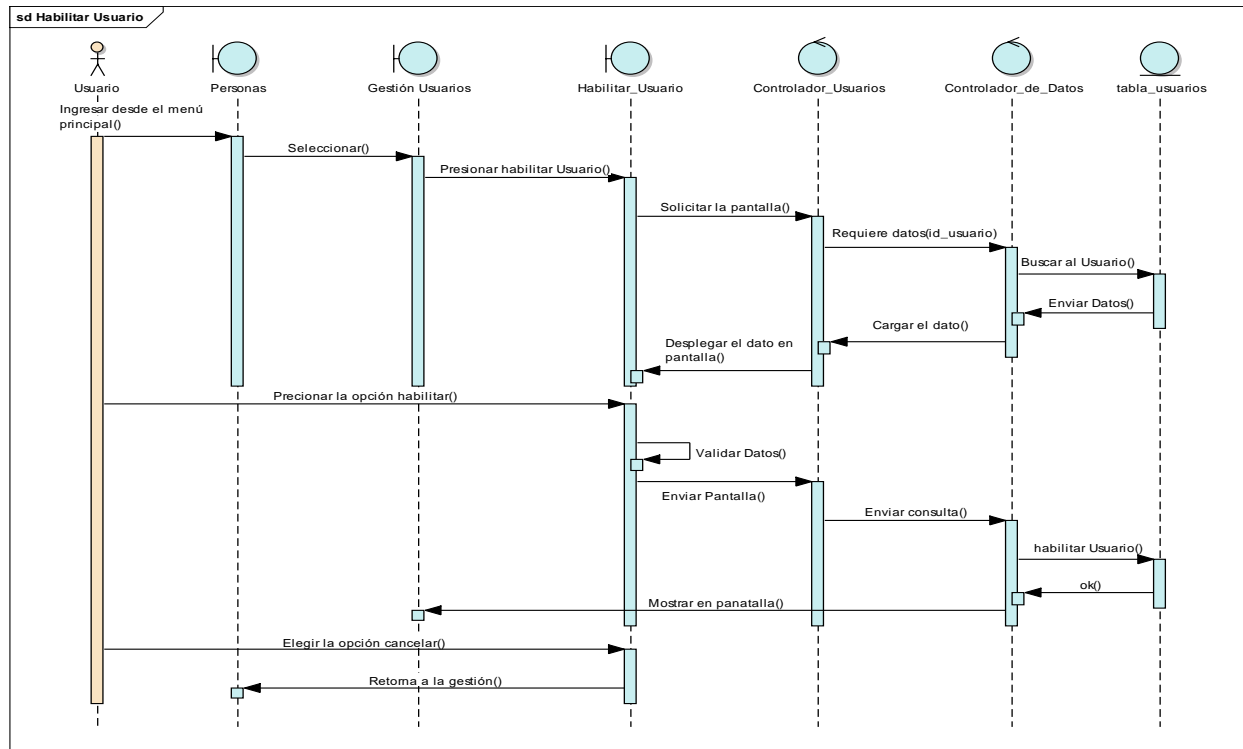 sd Habilitar Usuario
Usuario
Personas
Gestión Usuarios
Habilitar_Usuario
Controlador_Usuarios
Controlador_de_Datos
tabla_usuarios
Ingresar desde el menú
principal()
Seleccionar()
Presionar habilitar Usuario()
Solicitar la pantalla()
Requiere datos(id_usuario)
Buscar al Usuario()
Enviar Datos()
Cargar el dato()
Desplegar el dato en
pantalla()
Precionar la opción habilitar()
Validar Datos()
Enviar Pantalla()
Enviar consulta()
habilitar Usuario()
ok()
Mostrar en panatalla()
Elegir la opción cancelar()
Retorna a la gestión()